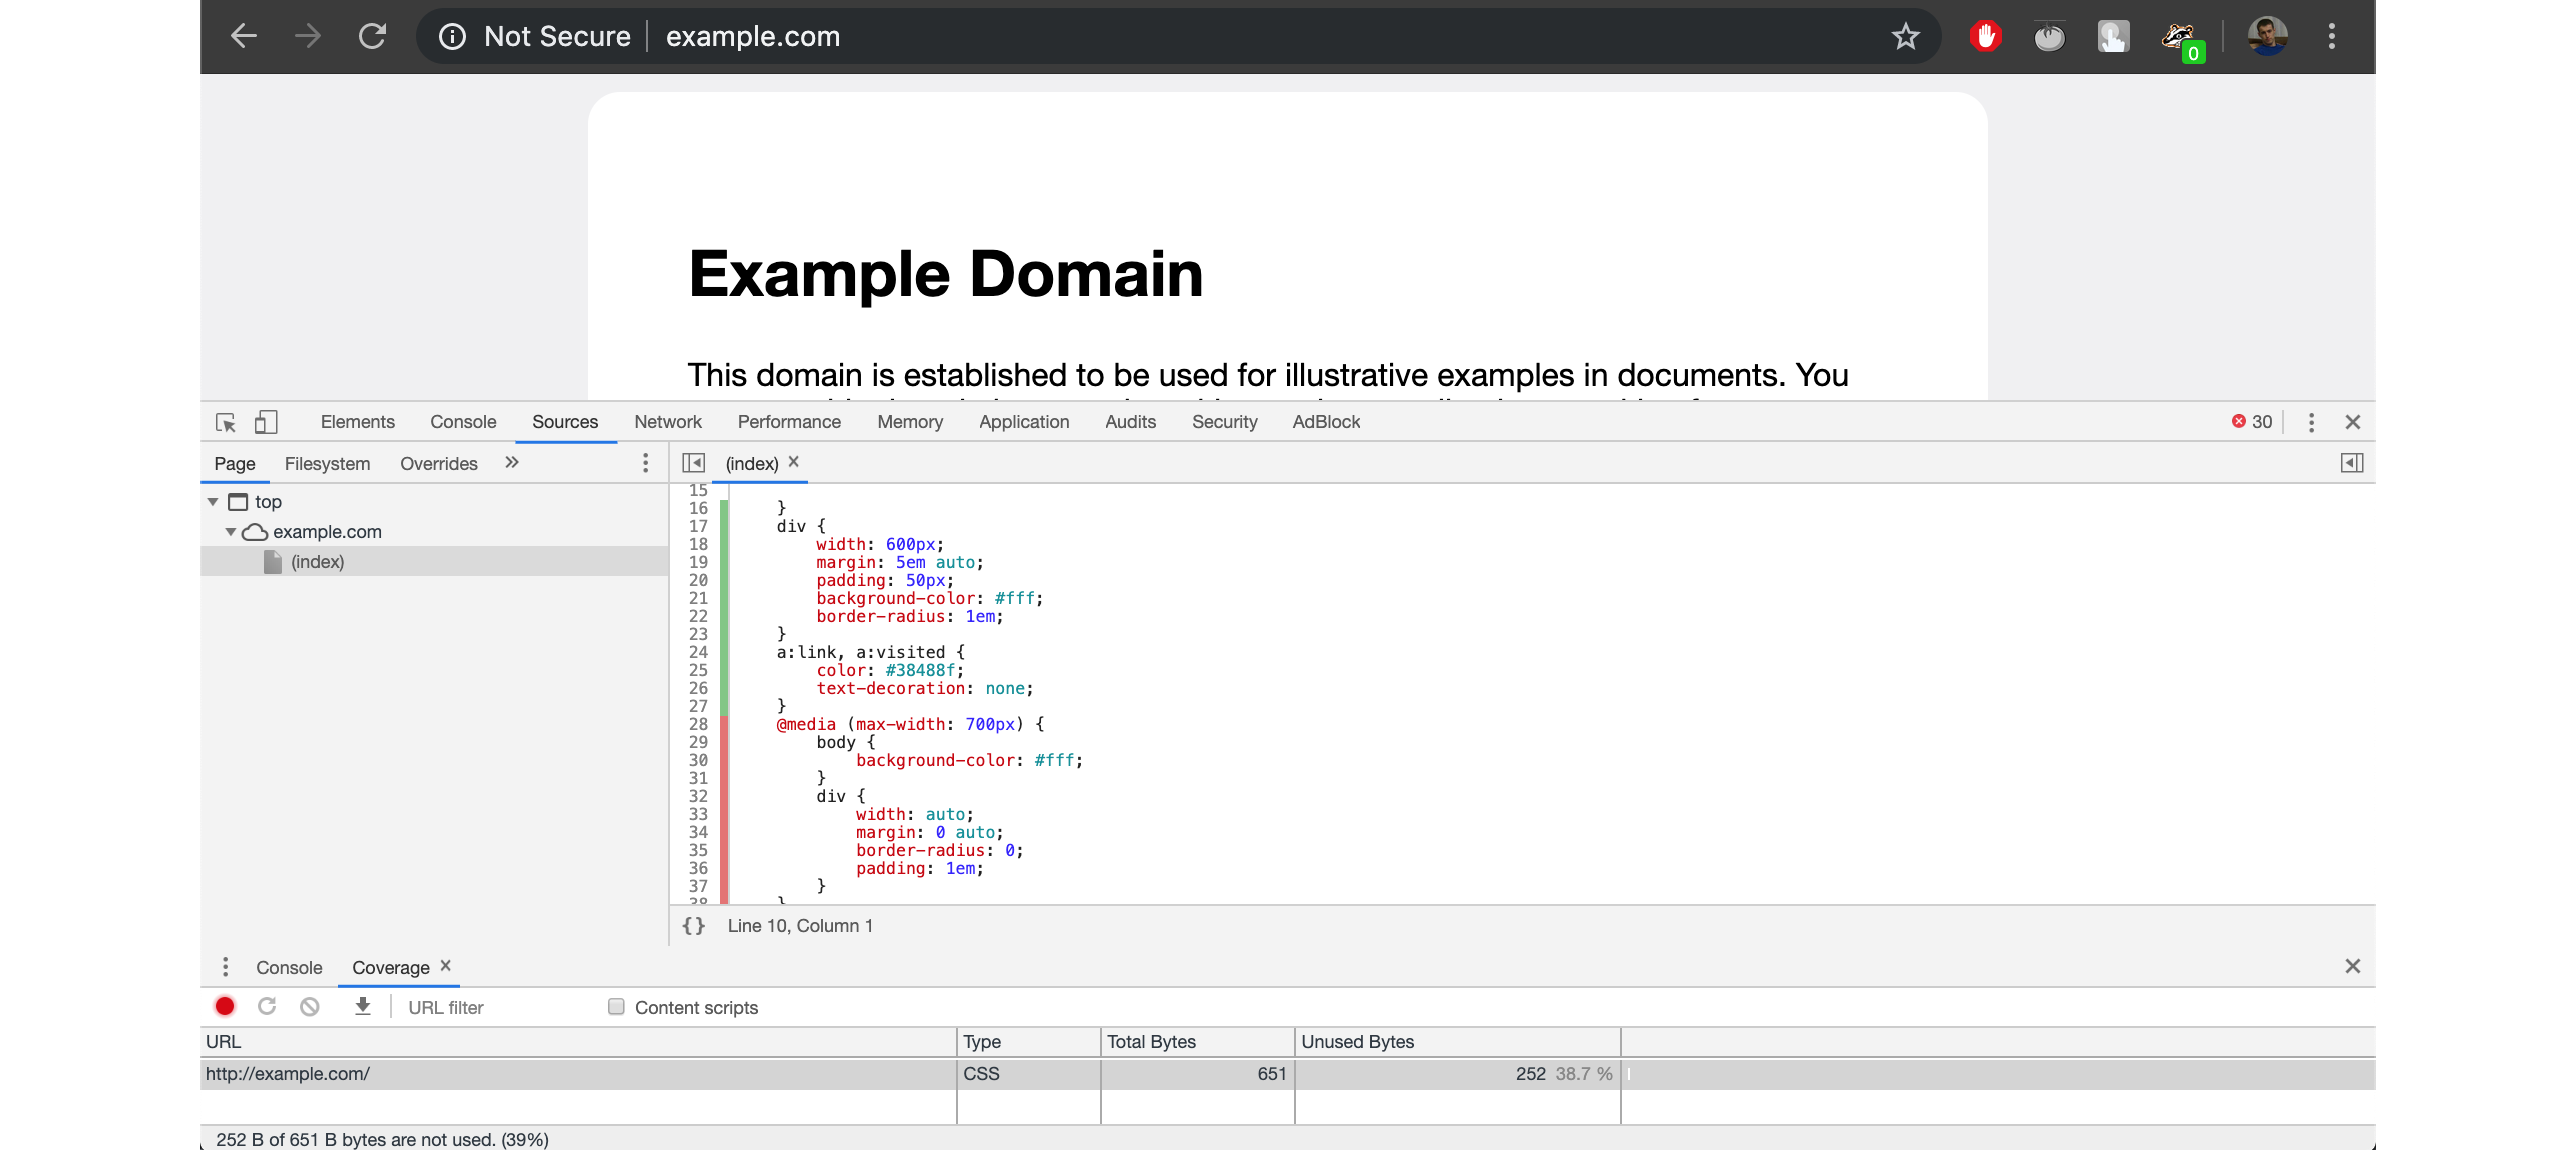 Not Secure | example.com
0
Example Domain
This domain is established to be used for illustrative examples in documents. You
Elements Console Sources Network Performance Memory Application Audits Security AdBlock 30
Page Filesystem Overrides » (index) ×
top
example.com
(index)
15
16 }
17 div {
18 width: 600px;
19 margin: 5em auto;
20 padding: 50px;
21 background-color: #fff;
22 border-radius: 1em;
23 }
24 a:link, a:visited {
25 color: #38488f;
26 text-decoration: none;
27 }
28 @media (max-width: 700px) {
29 body {
30 background-color: #fff;
31 }
32 div {
33 width: auto;
34 margin: 0 auto;
35 border-radius: 0;
36 padding: 1em;
37 }
38 }
{} Line 10, Column 1
Console Coverage ×
URL filter Content scripts
URL Type Total Bytes Unused Bytes
http://example.com/ CSS 651 252 38.7 %
252 B of 651 B bytes are not used. (39%)